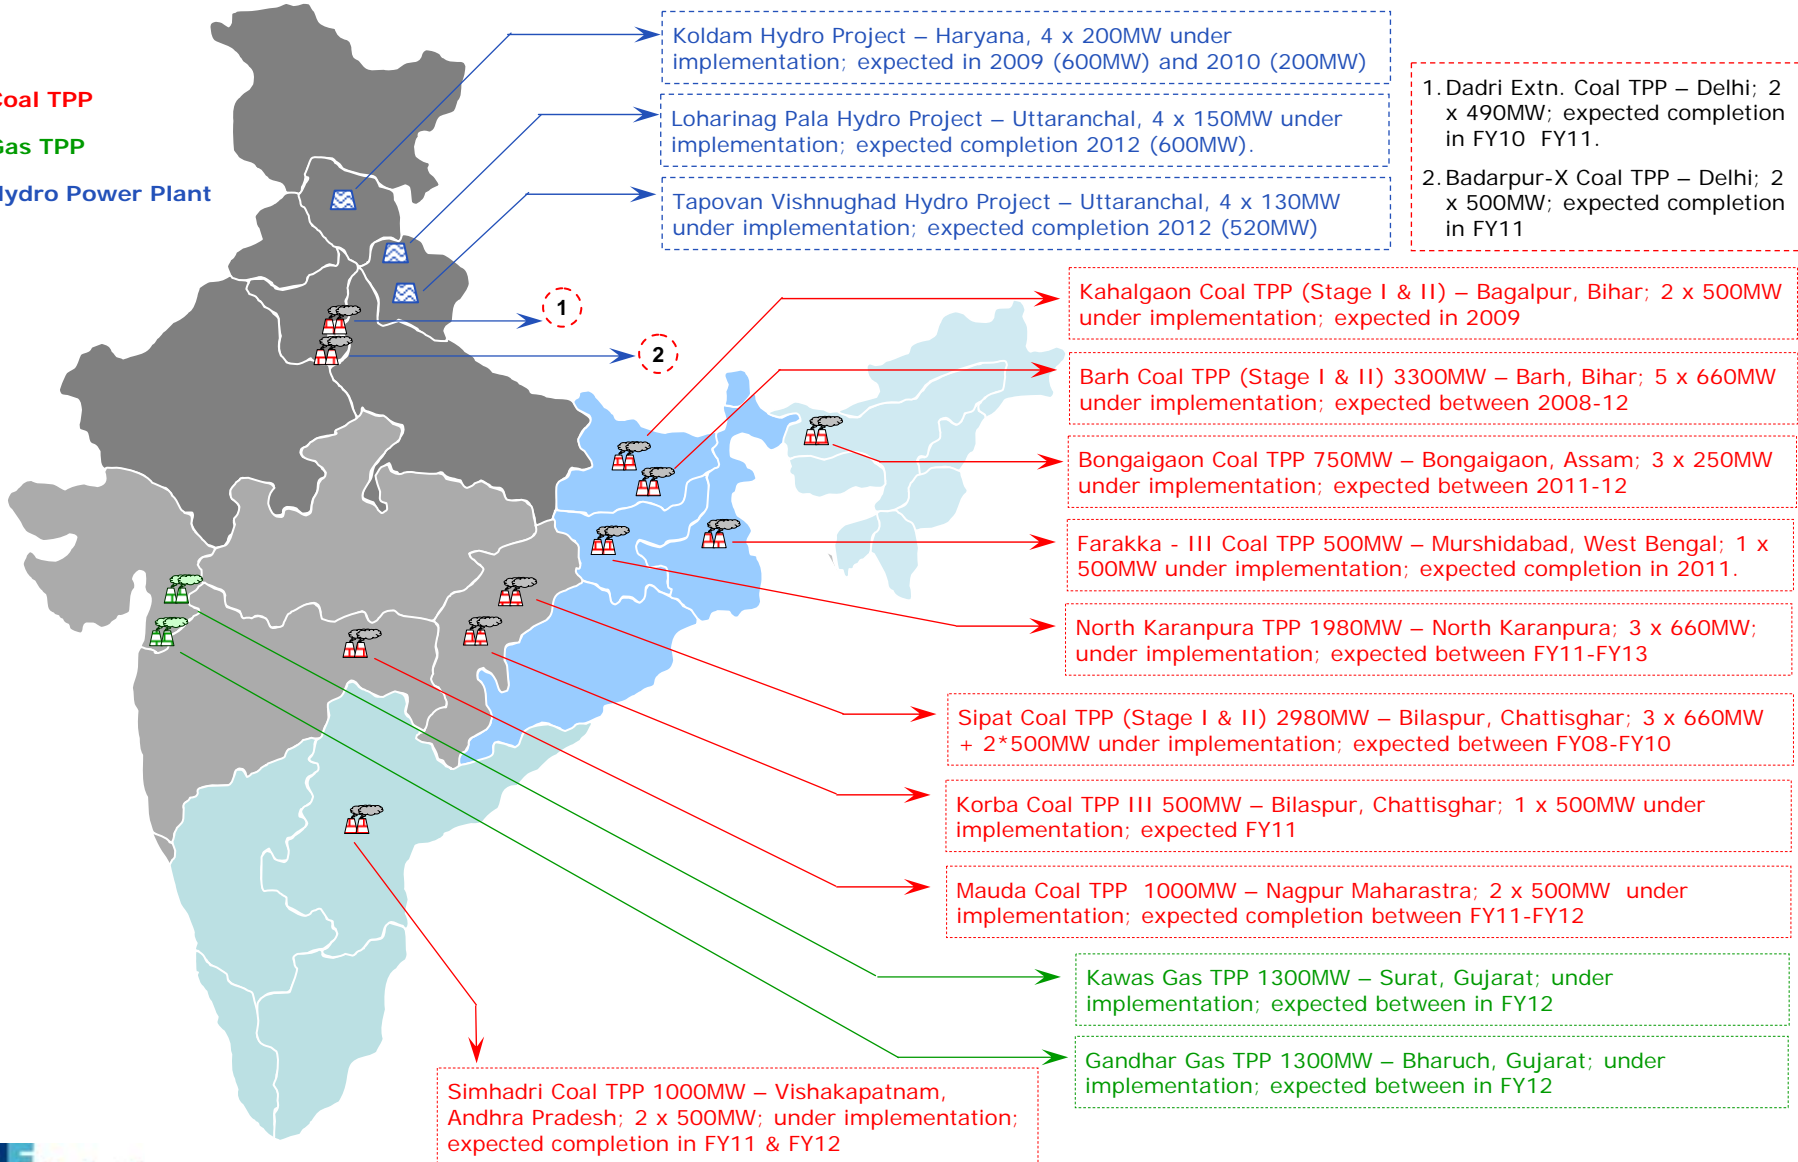 Koldam Hydro Project – Haryana, 4 x 200MW under
implementation; expected in 2009 (600MW) and 2010 (200MW)
Coal TPP
Gas TPP
Hydro Power Plant
Loharinag Pala Hydro Project – Uttaranchal, 4 x 150MW under
implementation; expected completion 2012 (600MW).
Tapovan Vishnughad Hydro Project – Uttaranchal, 4 x 130MW
under implementation; expected completion 2012 (520MW)
1. Dadri Extn. Coal TPP – Delhi; 2
x 490MW; expected completion
in FY10 FY11.
2. Badarpur-X Coal TPP – Delhi; 2
x 500MW; expected completion
in FY11
1
2
Kahalgaon Coal TPP (Stage I & II) – Bagalpur, Bihar; 2 x 500MW
under implementation; expected in 2009
Barh Coal TPP (Stage I & II) 3300MW – Barh, Bihar; 5 x 660MW
under implementation; expected between 2008-12
Bongaigaon Coal TPP 750MW – Bongaigaon, Assam; 3 x 250MW
under implementation; expected between 2011-12
Farakka - III Coal TPP 500MW – Murshidabad, West Bengal; 1 x
500MW under implementation; expected completion in 2011.
North Karanpura TPP 1980MW – North Karanpura; 3 x 660MW;
under implementation; expected between FY11-FY13
Sipat Coal TPP (Stage I & II) 2980MW – Bilaspur, Chattisghar; 3 x 660MW
+ 2*500MW under implementation; expected between FY08-FY10
Korba Coal TPP III 500MW – Bilaspur, Chattisghar; 1 x 500MW under
implementation; expected FY11
Mauda Coal TPP 1000MW – Nagpur Maharastra; 2 x 500MW under
implementation; expected completion between FY11-FY12
Kawas Gas TPP 1300MW – Surat, Gujarat; under
implementation; expected between in FY12
Gandhar Gas TPP 1300MW – Bharuch, Gujarat; under
implementation; expected between in FY12
Simhadri Coal TPP 1000MW – Vishakapatnam,
Andhra Pradesh; 2 x 500MW; under implementation;
expected completion in FY11 & FY12